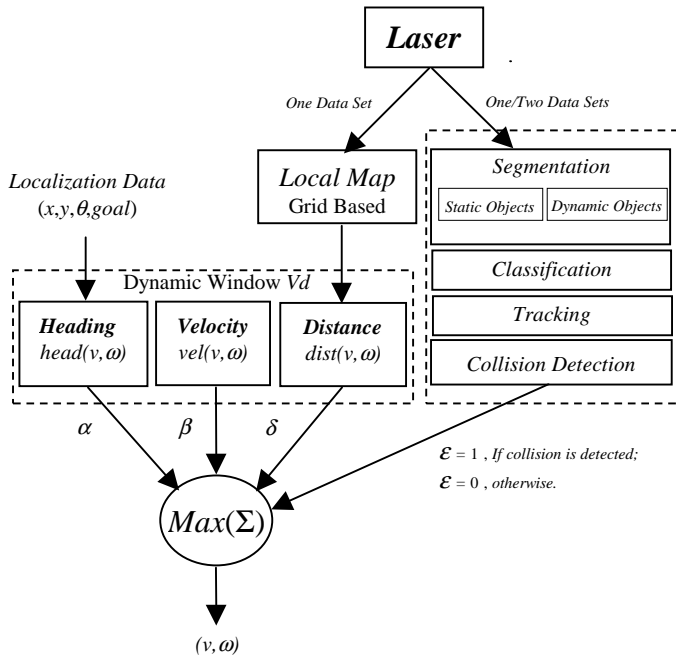 Laser
.
One Data Set
One/Two Data Sets
Localization Data
(x,y,θ,goal)
Local Map
Grid Based
Segmentation
Static Objects
Dynamic Objects
Classification
Tracking
Collision Detection
Dynamic Window Vd
Heading
head(v,ω)
Velocity
vel(v,ω)
Distance
dist(v,ω)
α
β
δ
ε = 1 , If collision is detected;
ε = 0 , otherwise.
Max(Σ)
(v,ω)